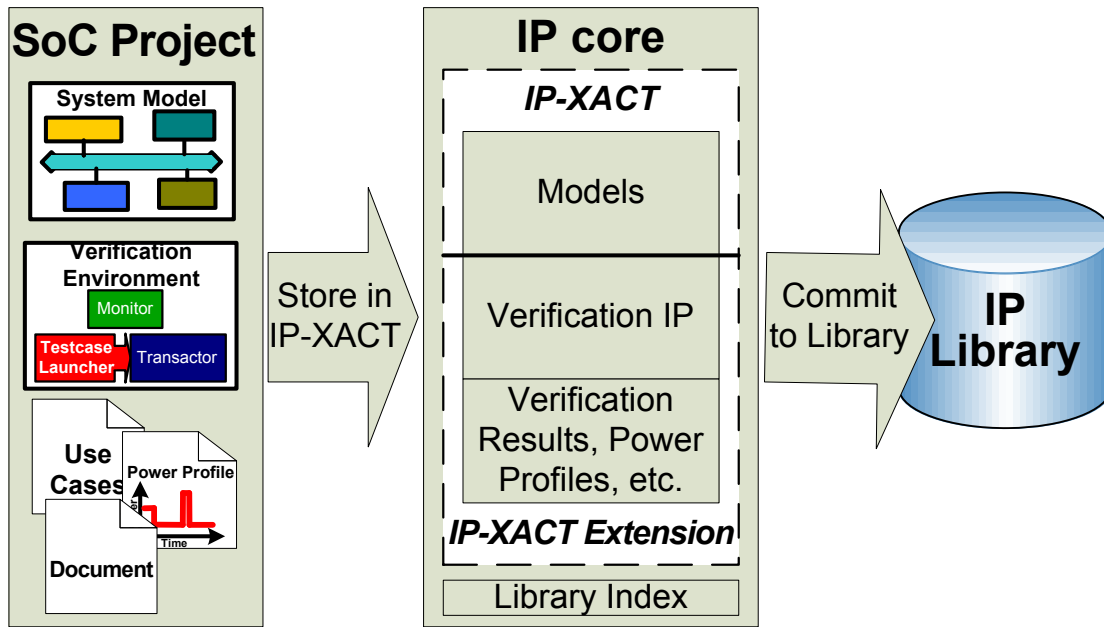 SoC Project
System Model
Verification
Environment
Monitor
Testcase
Launcher
Transactor
Use
Cases
Power Profile
Time
Document
Store in
IP-XACT
IP core
IP-XACT
Models
Verification IP
Verification
Results, Power
Profiles, etc.
IP-XACT Extension
Library Index
Commit
to Library
IP
Library